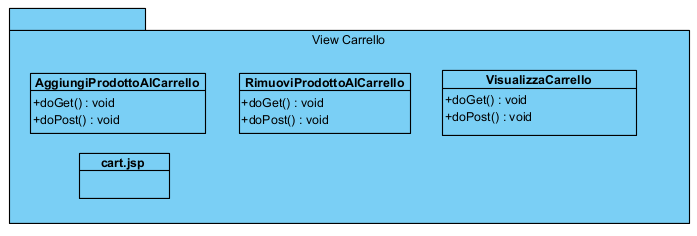 View Carrello
AggiungiProdottoAlCarrello
+doGet() : void
+doPost() : void
RimuoviProdottoAlCarrello
+doGet() : void
+doPost() : void
VisualizzaCarrello
+doGet() : void
+doPost() : void
cart.jsp